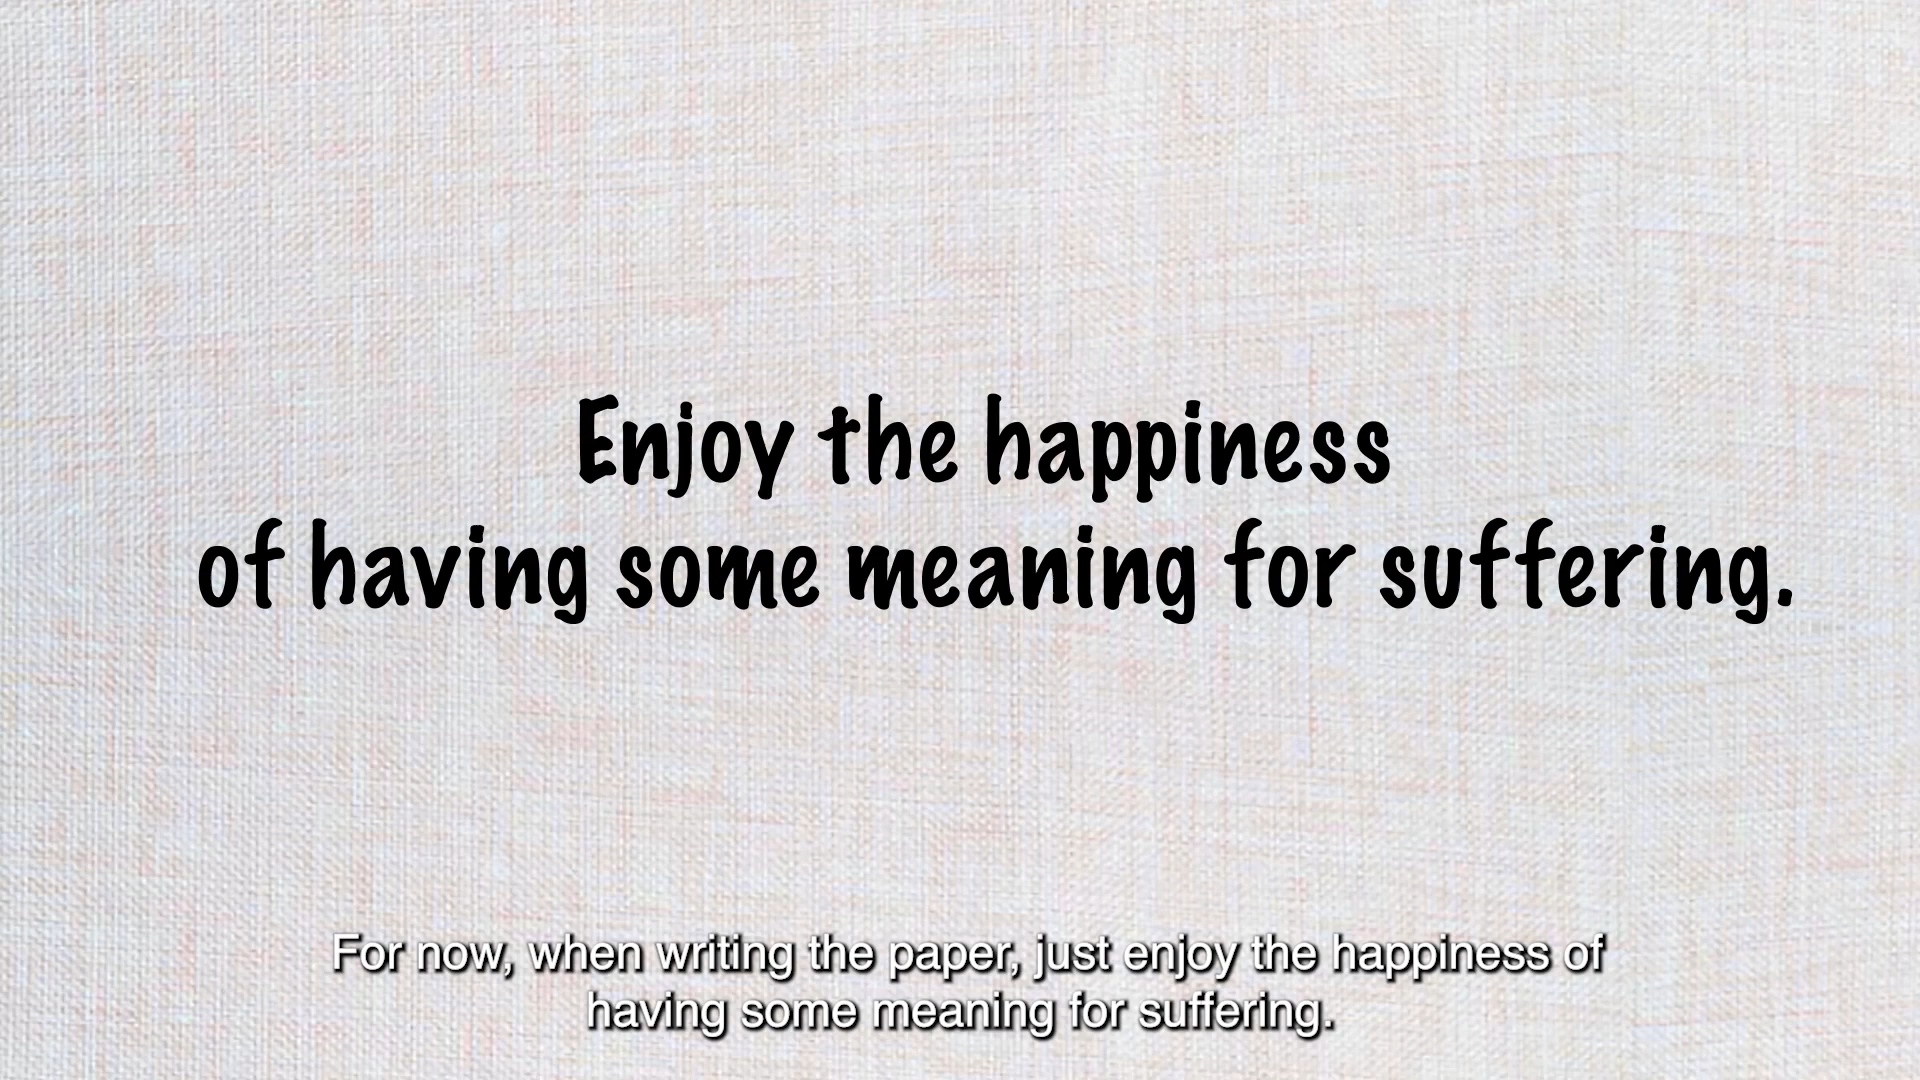 Enjoy the happiness
of having some meaning for suffering.
For now, when writing the paper, just enjoy the happiness of
having some meaning for suffering.